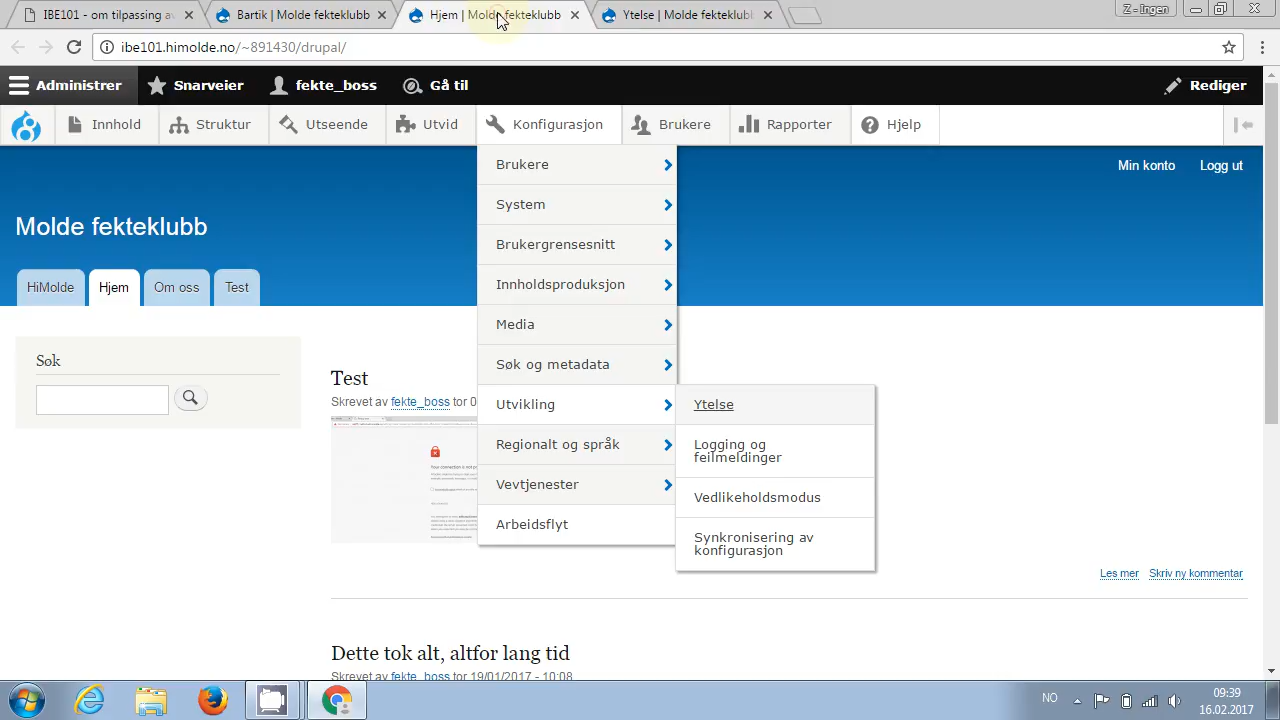 IBE101 - om tilpassing av
Bartik | Molde fekteklubb
Hjem | Molde fekteklubb
Ytelse | Molde fekteklubb
Z - Ingen
ibe101.himolde.no/~891430/drupal/
Administrer
Snarveier
fekte_boss
Gå til
Rediger
Innhold
Struktur
Utseende
Utvid
Konfigurasjon
Brukere
Rapporter
Hjelp
Brukere
Min konto
Logg ut
System
Molde fekteklubb
Brukergrensesnitt
HiMolde
Hjem
Om oss
Test
Innholdsproduksjon
Media
Søk
Søk og metadata
Test
Skrevet av fekte_boss tor 0
Utvikling
Ytelse
Regionalt og språk
Logging og
feilmeldinger
Vevtjenester
Vedlikeholdsmodus
Arbeidsflyt
Synkronisering av
konfigurasjon
Les mer
Skriv ny kommentar
Dette tok alt, altfor lang tid
Skrevet av fekte_boss tor 19/01/2017 - 10:08
NO
09:39
16.02.2017